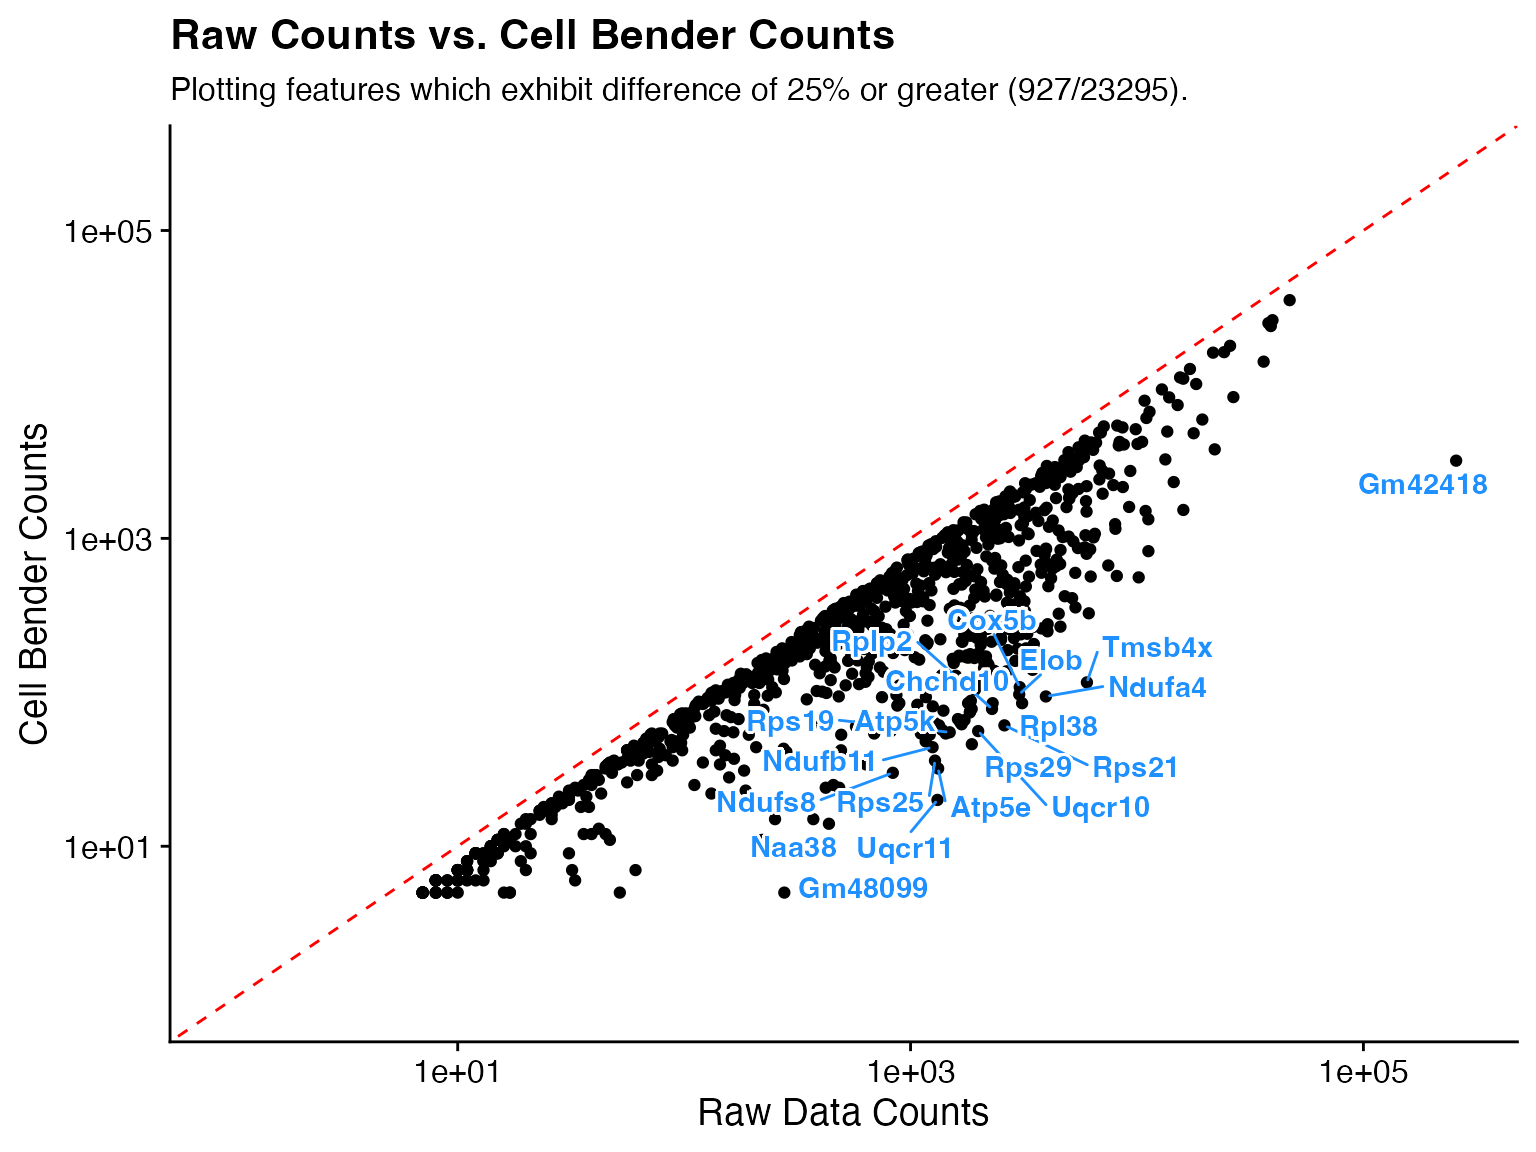 Raw Counts vs. Cell Bender Counts
Plotting features which exhibit difference of 25% or greater (927/23295).
Cell Bender Counts
1e+05
1e+03
1e+01
Gm42418
Cox5b
Rplp2
Tmsb4x
Elob
Chchd10
Ndufa4
Rps19
Atp5k
Rpl38
Ndufb11
Rps29
Rps21
Ndufs8
Rps25
Atp5e
Uqcr10
Naa38
Uqcr11
Gm48099
1e+01
1e+03
1e+05
Raw Data Counts